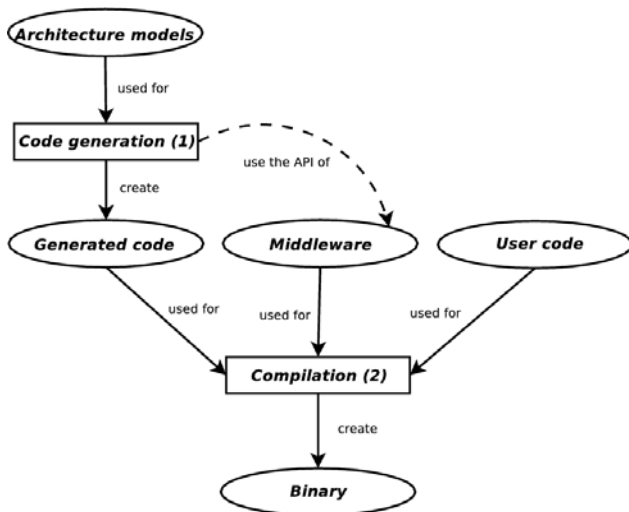 Architecture models
used for
Code generation (1)
use the API of
create
Generated code
Middleware
User code
used for
used for
used for
Compilation (2)
create
Binary